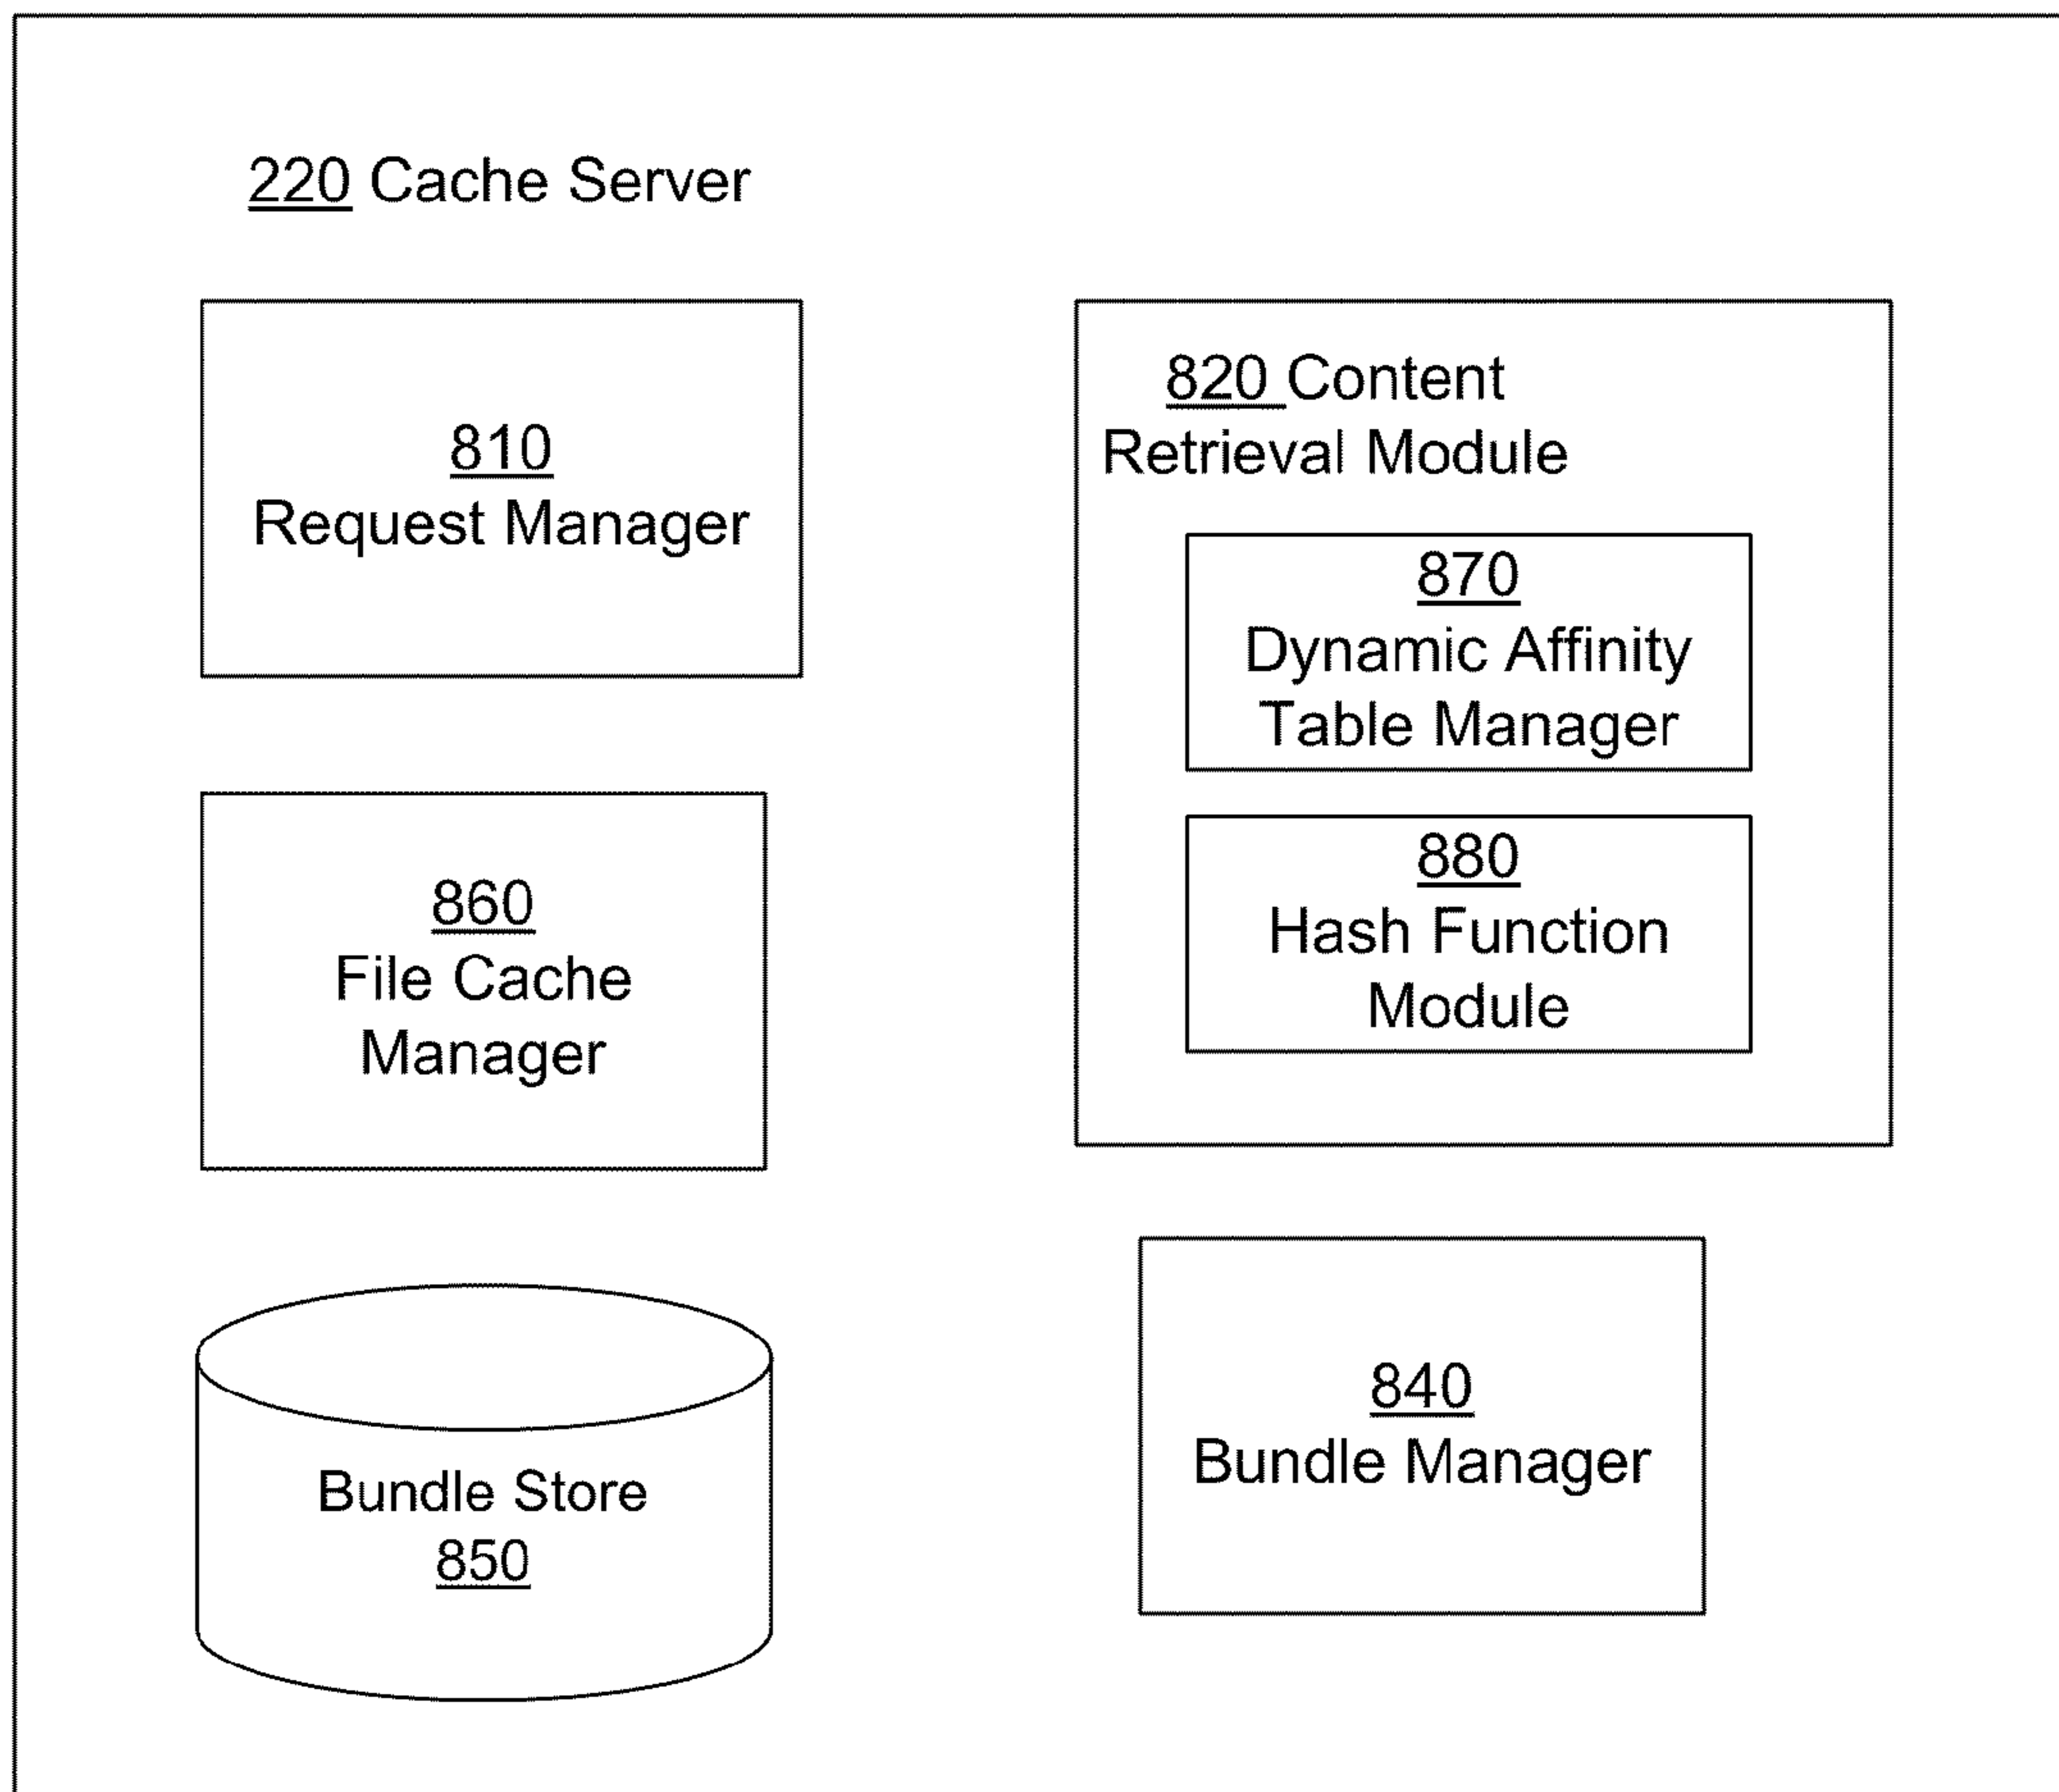 220 Cache Server
810
Request Manager
820 Content
Retrieval Module
870
Dynamic Affinity
Table Manager
880
Hash Function
Module
860
File Cache
Manager
Bundle Store
850
840
Bundle Manager